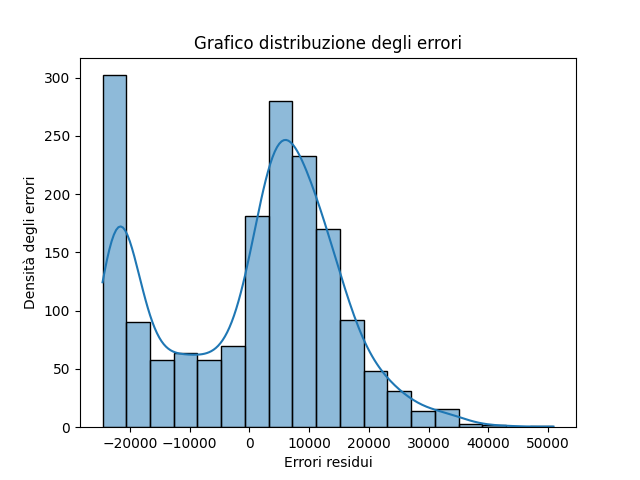 Grafico distribuzione degli errori
Densità degli errori
300
250
200
150
100
50
0
−20000 −10000 0 10000 20000 30000 40000 50000
Errori residui